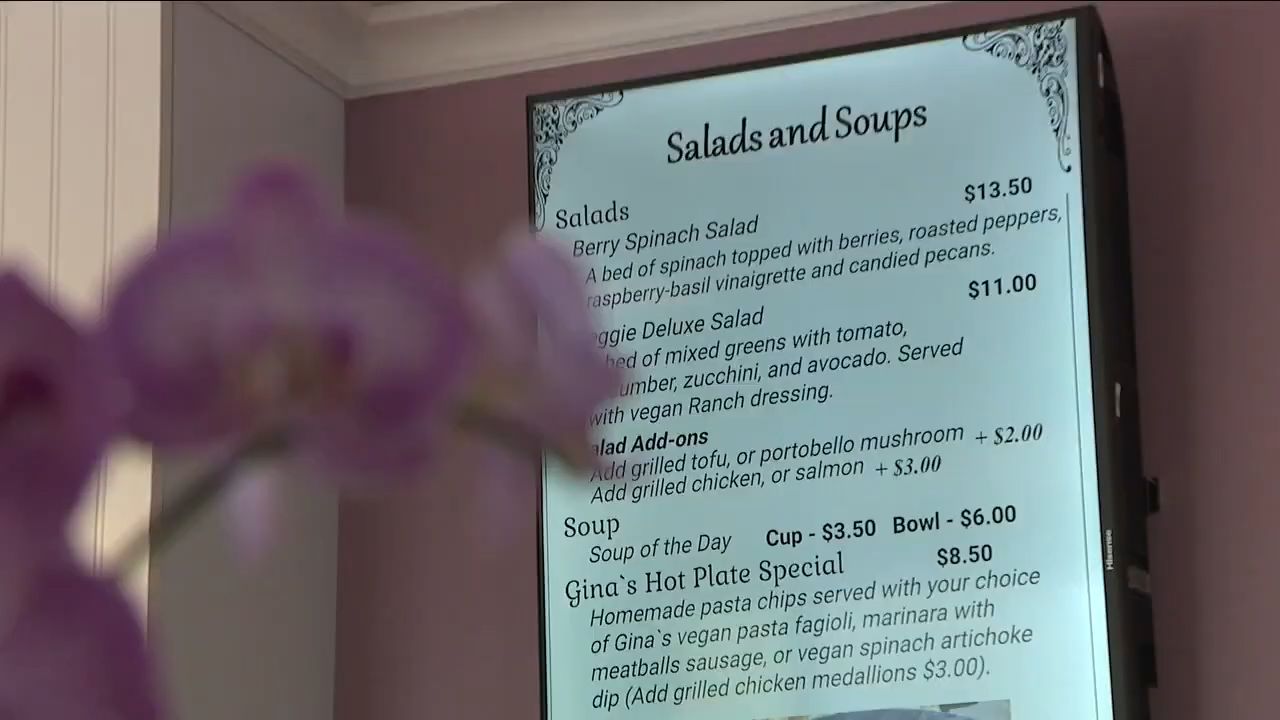 Salads and Soups
Salads
$13.50
Berry Spinach Salad
A bed of spinach topped with berries, roasted peppers,
raspberry-basil vinaigrette and candied pecans.
$11.00
Deluxe Salad
of mixed greens with tomato,
zucchini, and avocado. Served
with vegan Ranch dressing.
Add-ons
Add grilled tofu, or portobello mushroom + $2.00
Add grilled chicken, or salmon + $3.00
Soup
Soup of the Day Cup - $3.50 Bowl - $6.00
Gina`s Hot Plate Special $8.50
Homemade pasta chips served with your choice
of Gina`s vegan pasta fagioli, marinara with
meatballs sausage, or vegan spinach artichoke
dip (Add grilled chicken medallions $3.00).
Hisense